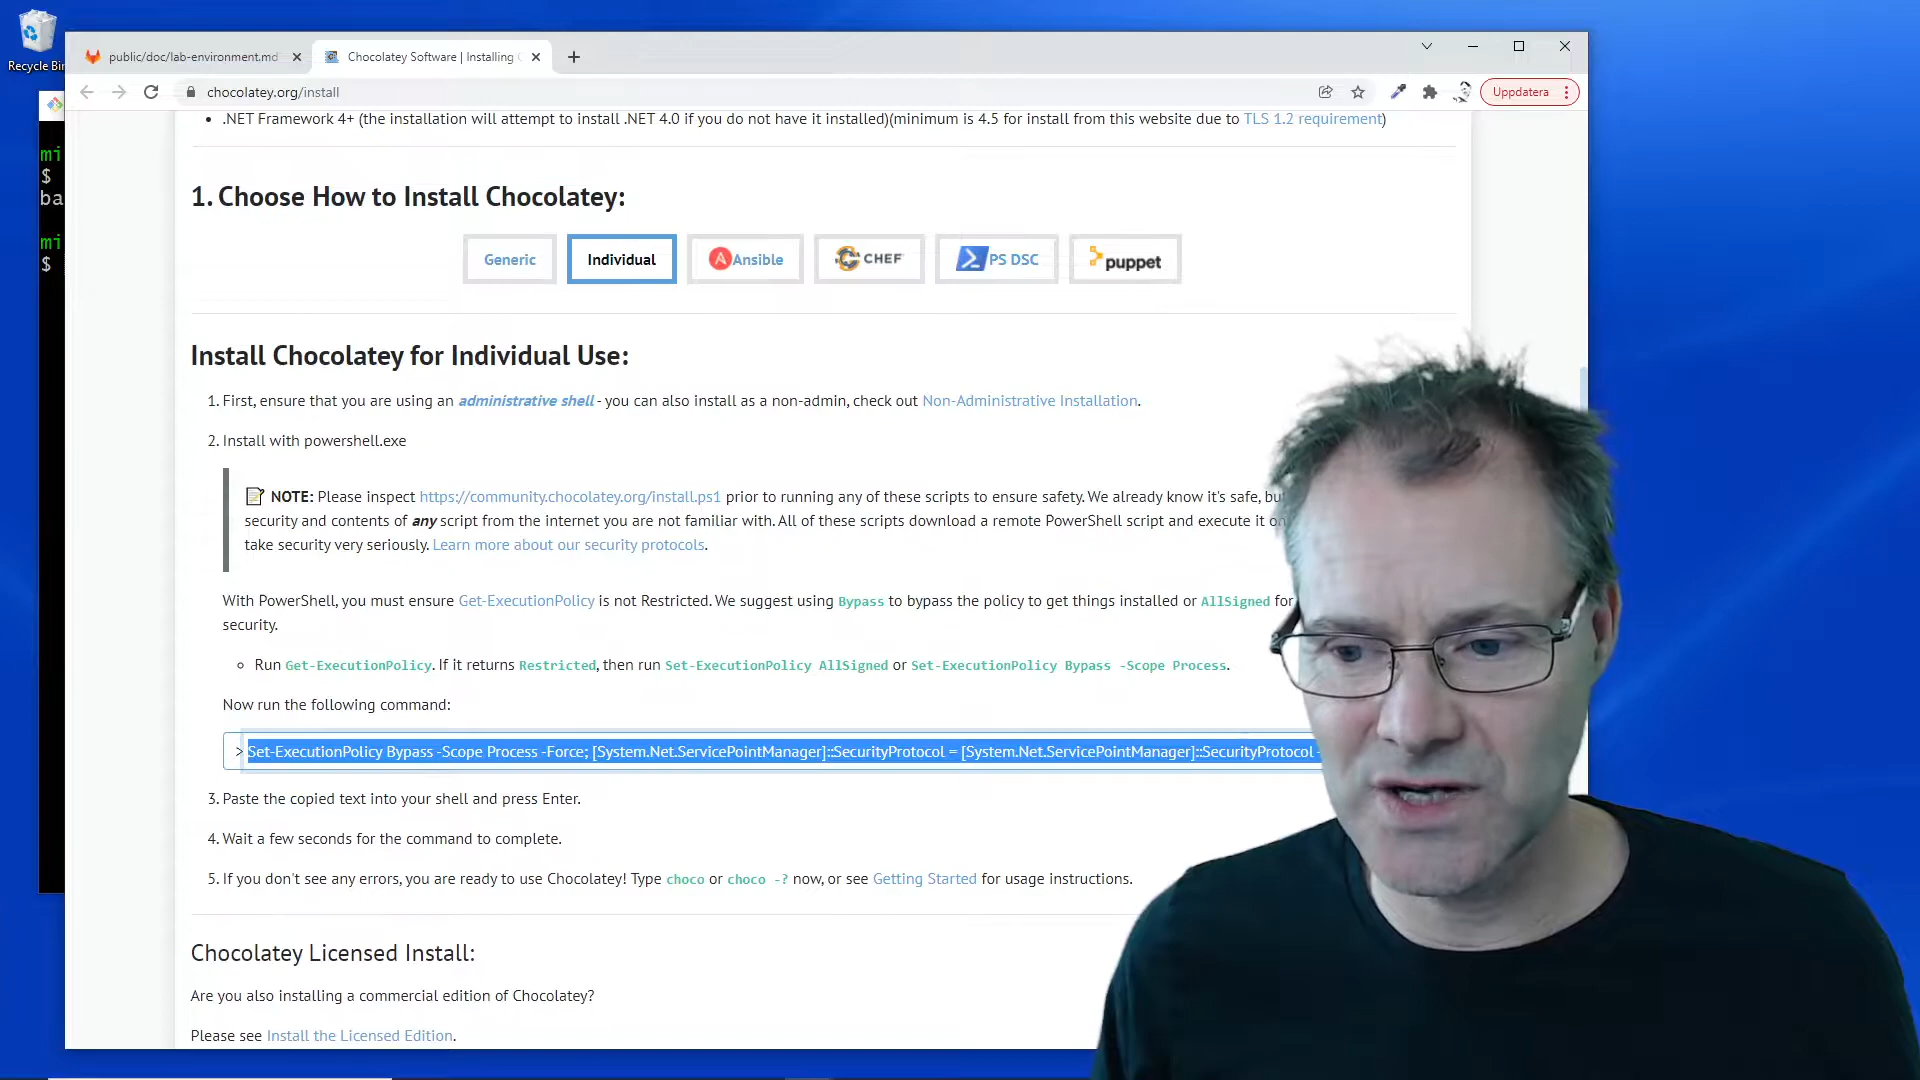 Recycle Bin
public/doc/lab-environment.md
Chocolatey Software | Installing
chocolatey.org/install
Uppdatera
mi
$
ba
mi
$
.NET Framework 4+ (the installation will attempt to install .NET 4.0 if you do not have it installed)(minimum is 4.5 for install from this website due to TLS 1.2 requirement)
1. Choose How to Install Chocolatey:
Generic
Individual
Ansible
CHEF
PS DSC
puppet
Install Chocolatey for Individual Use:
1. First, ensure that you are using an administrative shell - you can also install as a non-admin, check out Non-Administrative Installation.
2. Install with powershell.exe
NOTE: Please inspect https://community.chocolatey.org/install.ps1 prior to running any of these scripts to ensure safety. We already know it's safe,
security and contents of any script from the internet you are not familiar with. All of these scripts download a remote PowerShell script and execute it
take security very seriously. Learn more about our security protocols.
With PowerShell, you must ensure Get-ExecutionPolicy is not Restricted. We suggest using Bypass to bypass the policy to get things installed or AllSigned for
security.
Run Get-ExecutionPolicy. If it returns Restricted, then run Set-ExecutionPolicy AllSigned or Set-ExecutionPolicy Bypass -Scope Process.
Now run the following command:
> Set-ExecutionPolicy Bypass -Scope Process -Force; [System.Net.ServicePointManager]::SecurityProtocol = [System.Net.ServicePointManager]::SecurityProtocol -
3. Paste the copied text into your shell and press Enter.
4. Wait a few seconds for the command to complete.
5. If you don't see any errors, you are ready to use Chocolatey! Type choco or choco -? now, or see Getting Started for usage instructions.
Chocolatey Licensed Install:
Are you also installing a commercial edition of Chocolatey?
Please see Install the Licensed Edition.